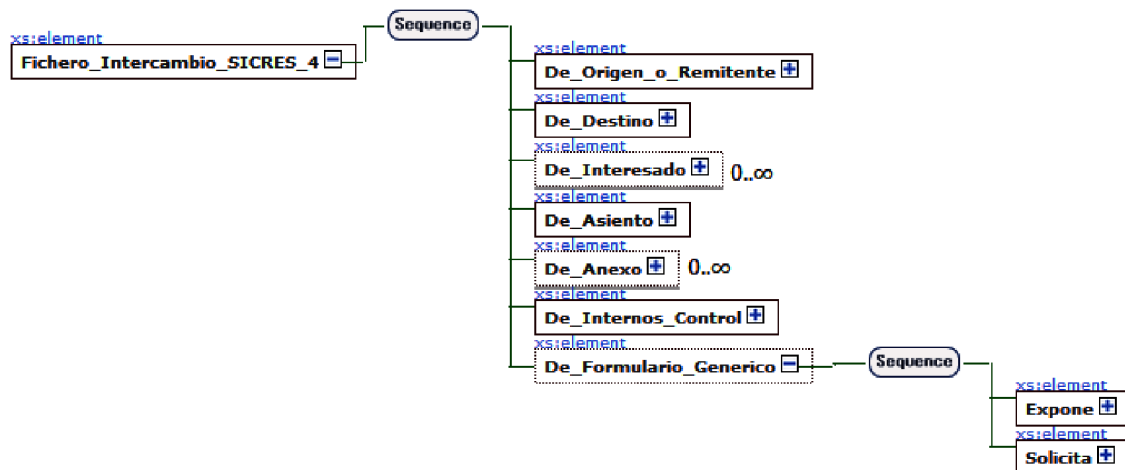 Sequence
xs:element
Fichero_Intercambio_SICRES_4
xs:element
De_Origen_o_Remitente
xs:element
De_Destino
xs:element
De_Interesado 0..∞
xs:element
De_Asiento
xs:element
De_Anexo 0..∞
xs:element
De_Internos_Control
xs:element
De_Formulario_Generico
Sequence
xs:element
Expone
xs:element
Solicita